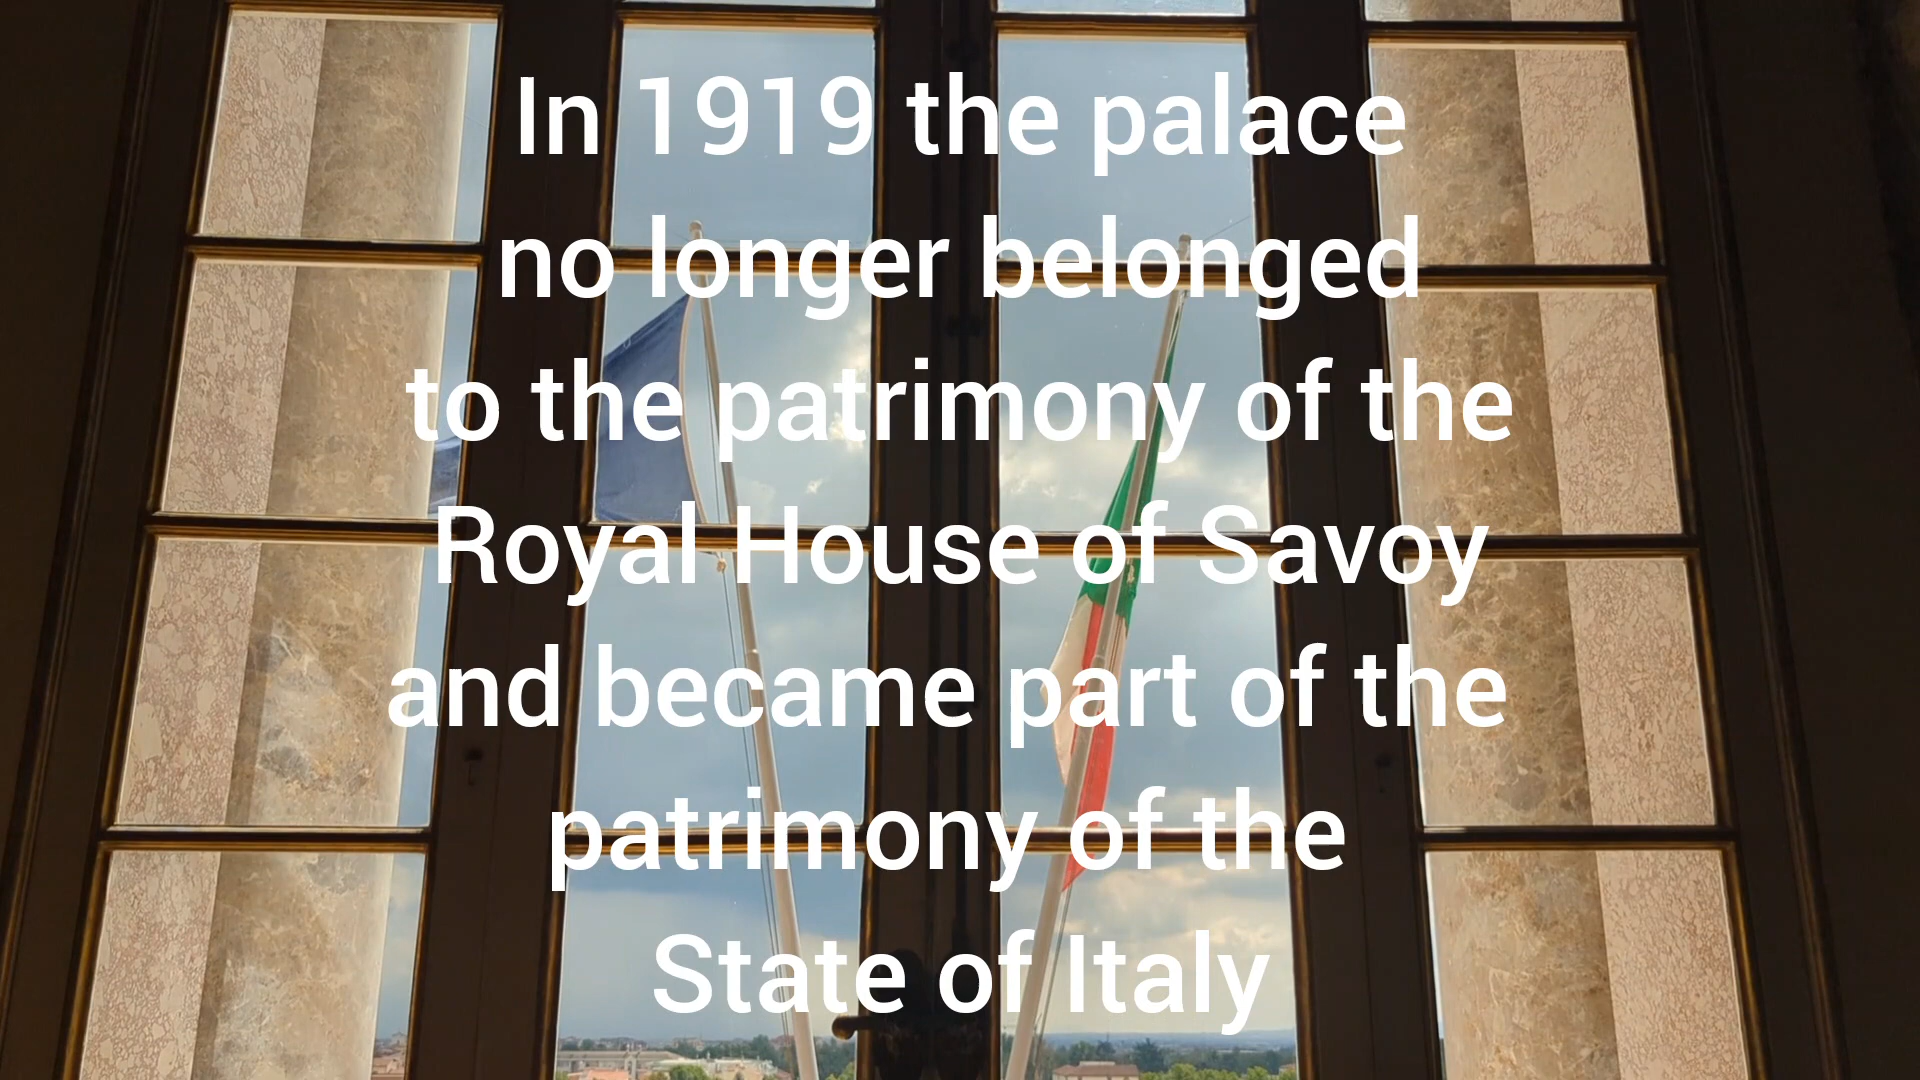 In 1919 the palace
no longer belonged
to the patrimony of the
Royal House of Savoy
and became part of the
patrimony of the
State of Italy